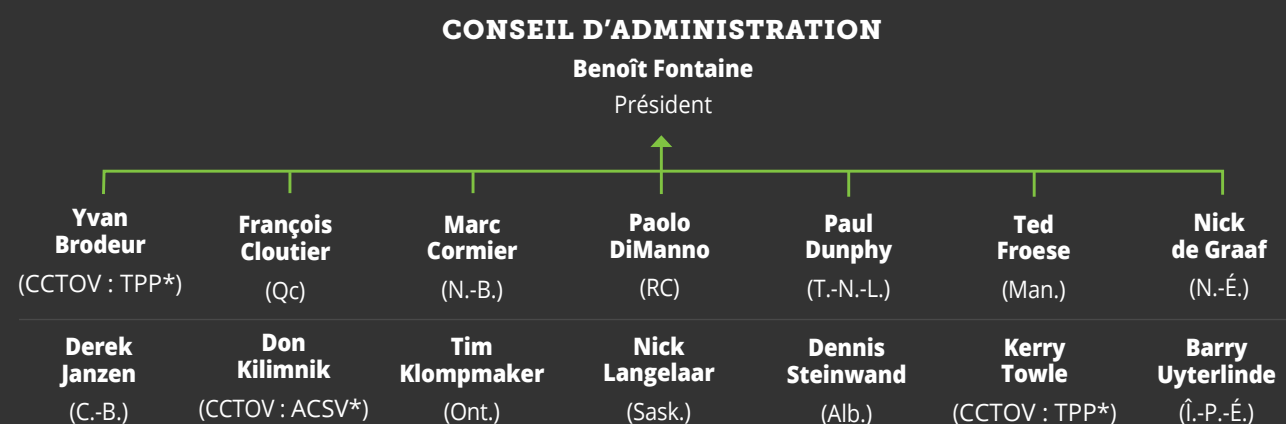 CONSEIL D'ADMINISTRATION
Benoît Fontaine
Président
Yvan
Brodeur
(CCTOV : TPP*)
François
Cloutier
(Qc)
Marc
Cormier
(N.-B.)
Paolo
DiManno
(RC)
Paul
Dunphy
(T.-N.-L.)
Ted
Froese
(Man.)
Nick
de Graaf
(N.-É.)
Derek
Janzen
(C.-B.)
Don
Kilimnik
(CCTOV : ACSV*)
Tim
Klompmaker
(Ont.)
Nick
Langelaar
(Sask.)
Dennis
Steinwand
(Alb.)
Kerry
Towle
(CCTOV : TPP*)
Barry
Uyterlinde
(Î.-P.-É.)